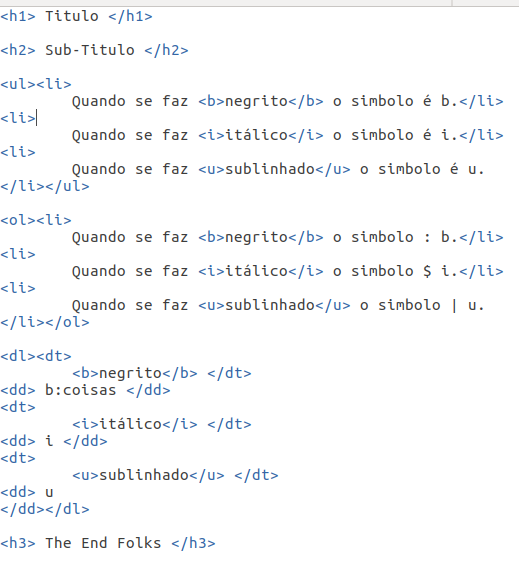 <h1> Titulo </h1>
<h2> Sub-Titulo </h2>
<ul><li>
Quando se faz <b>negrito</b> o simbolo é b.</li>
<li>
Quando se faz <i>itálico</i> o simbolo é i.</li>
<li>
Quando se faz <u>sublinhado</u> o simbolo é u.
</li></ul>
<ol><li>
Quando se faz <b>negrito</b> o simbolo : b.</li>
<li>
Quando se faz <i>itálico</i> o simbolo $ i.</li>
<li>
Quando se faz <u>sublinhado</u> o simbolo | u.
</li></ol>
<dl><dt>
<b>negrito</b> </dt>
<dd> b:coisas </dd>
<dt>
<i>itálico</i> </dt>
<dd> i </dd>
<dt>
<u>sublinhado</u> </dt>
<dd> u
</dd></dl>
<h3> The End Folks </h3>